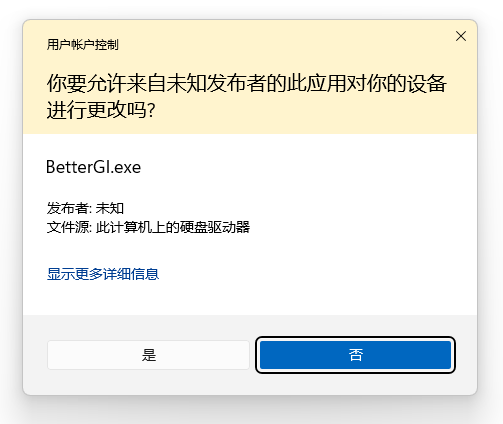 用户帐户控制
你要允许来自未知发布者的此应用对你的设备
进行更改吗?
BetterGI.exe
发布者: 未知
文件源: 此计算机上的硬盘驱动器
显示更多详细信息
是
否